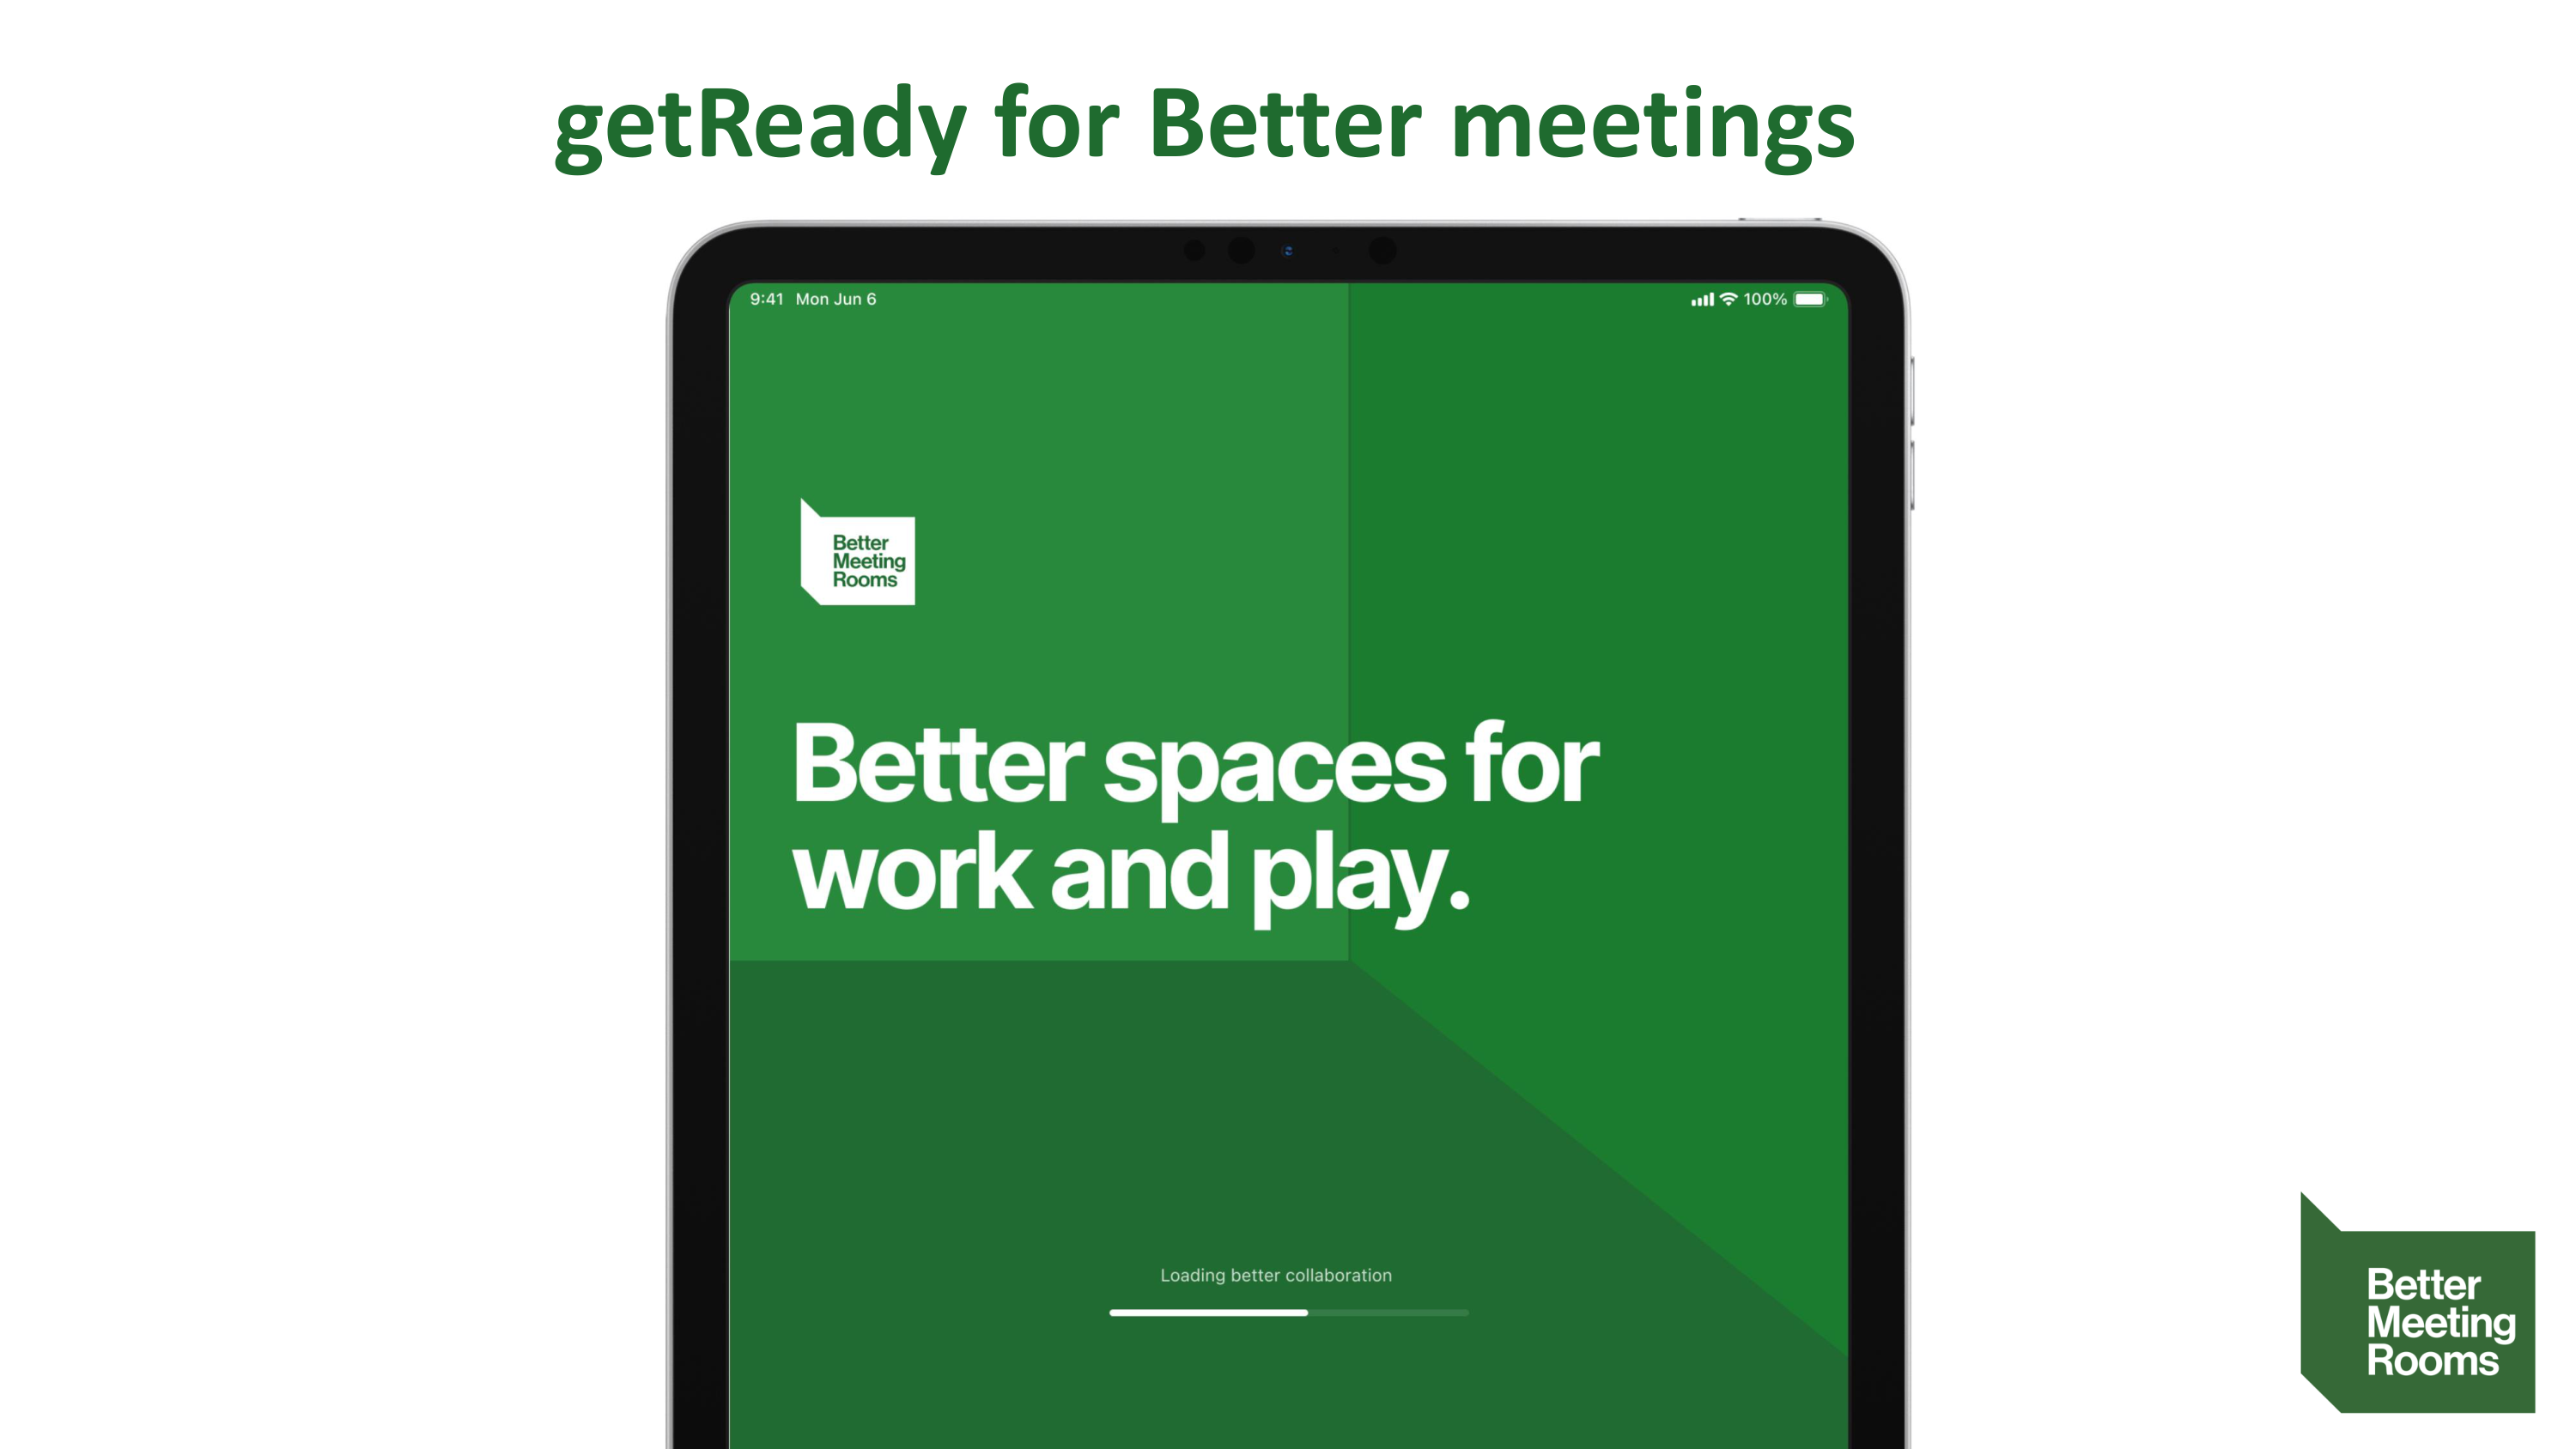 getReady for Better meetings
9:41 Mon Jun 6
100%
Better
Meeting
Rooms
Better spaces for
work and play.
Loading better collaboration
Better
Meeting
Rooms